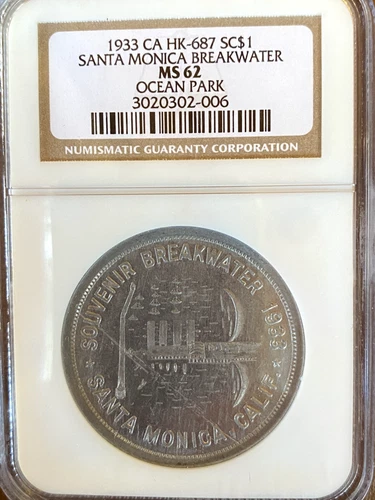 1933 CA HK-687 SC$1
SANTA MONICA BREAKWATER
MS 62
OCEAN PARK
3020302-006
NUMISMATIC GUARANTY CORPORATION
SOUVENIR BREAKWATER 1933
SANTA MONICA CALIF.